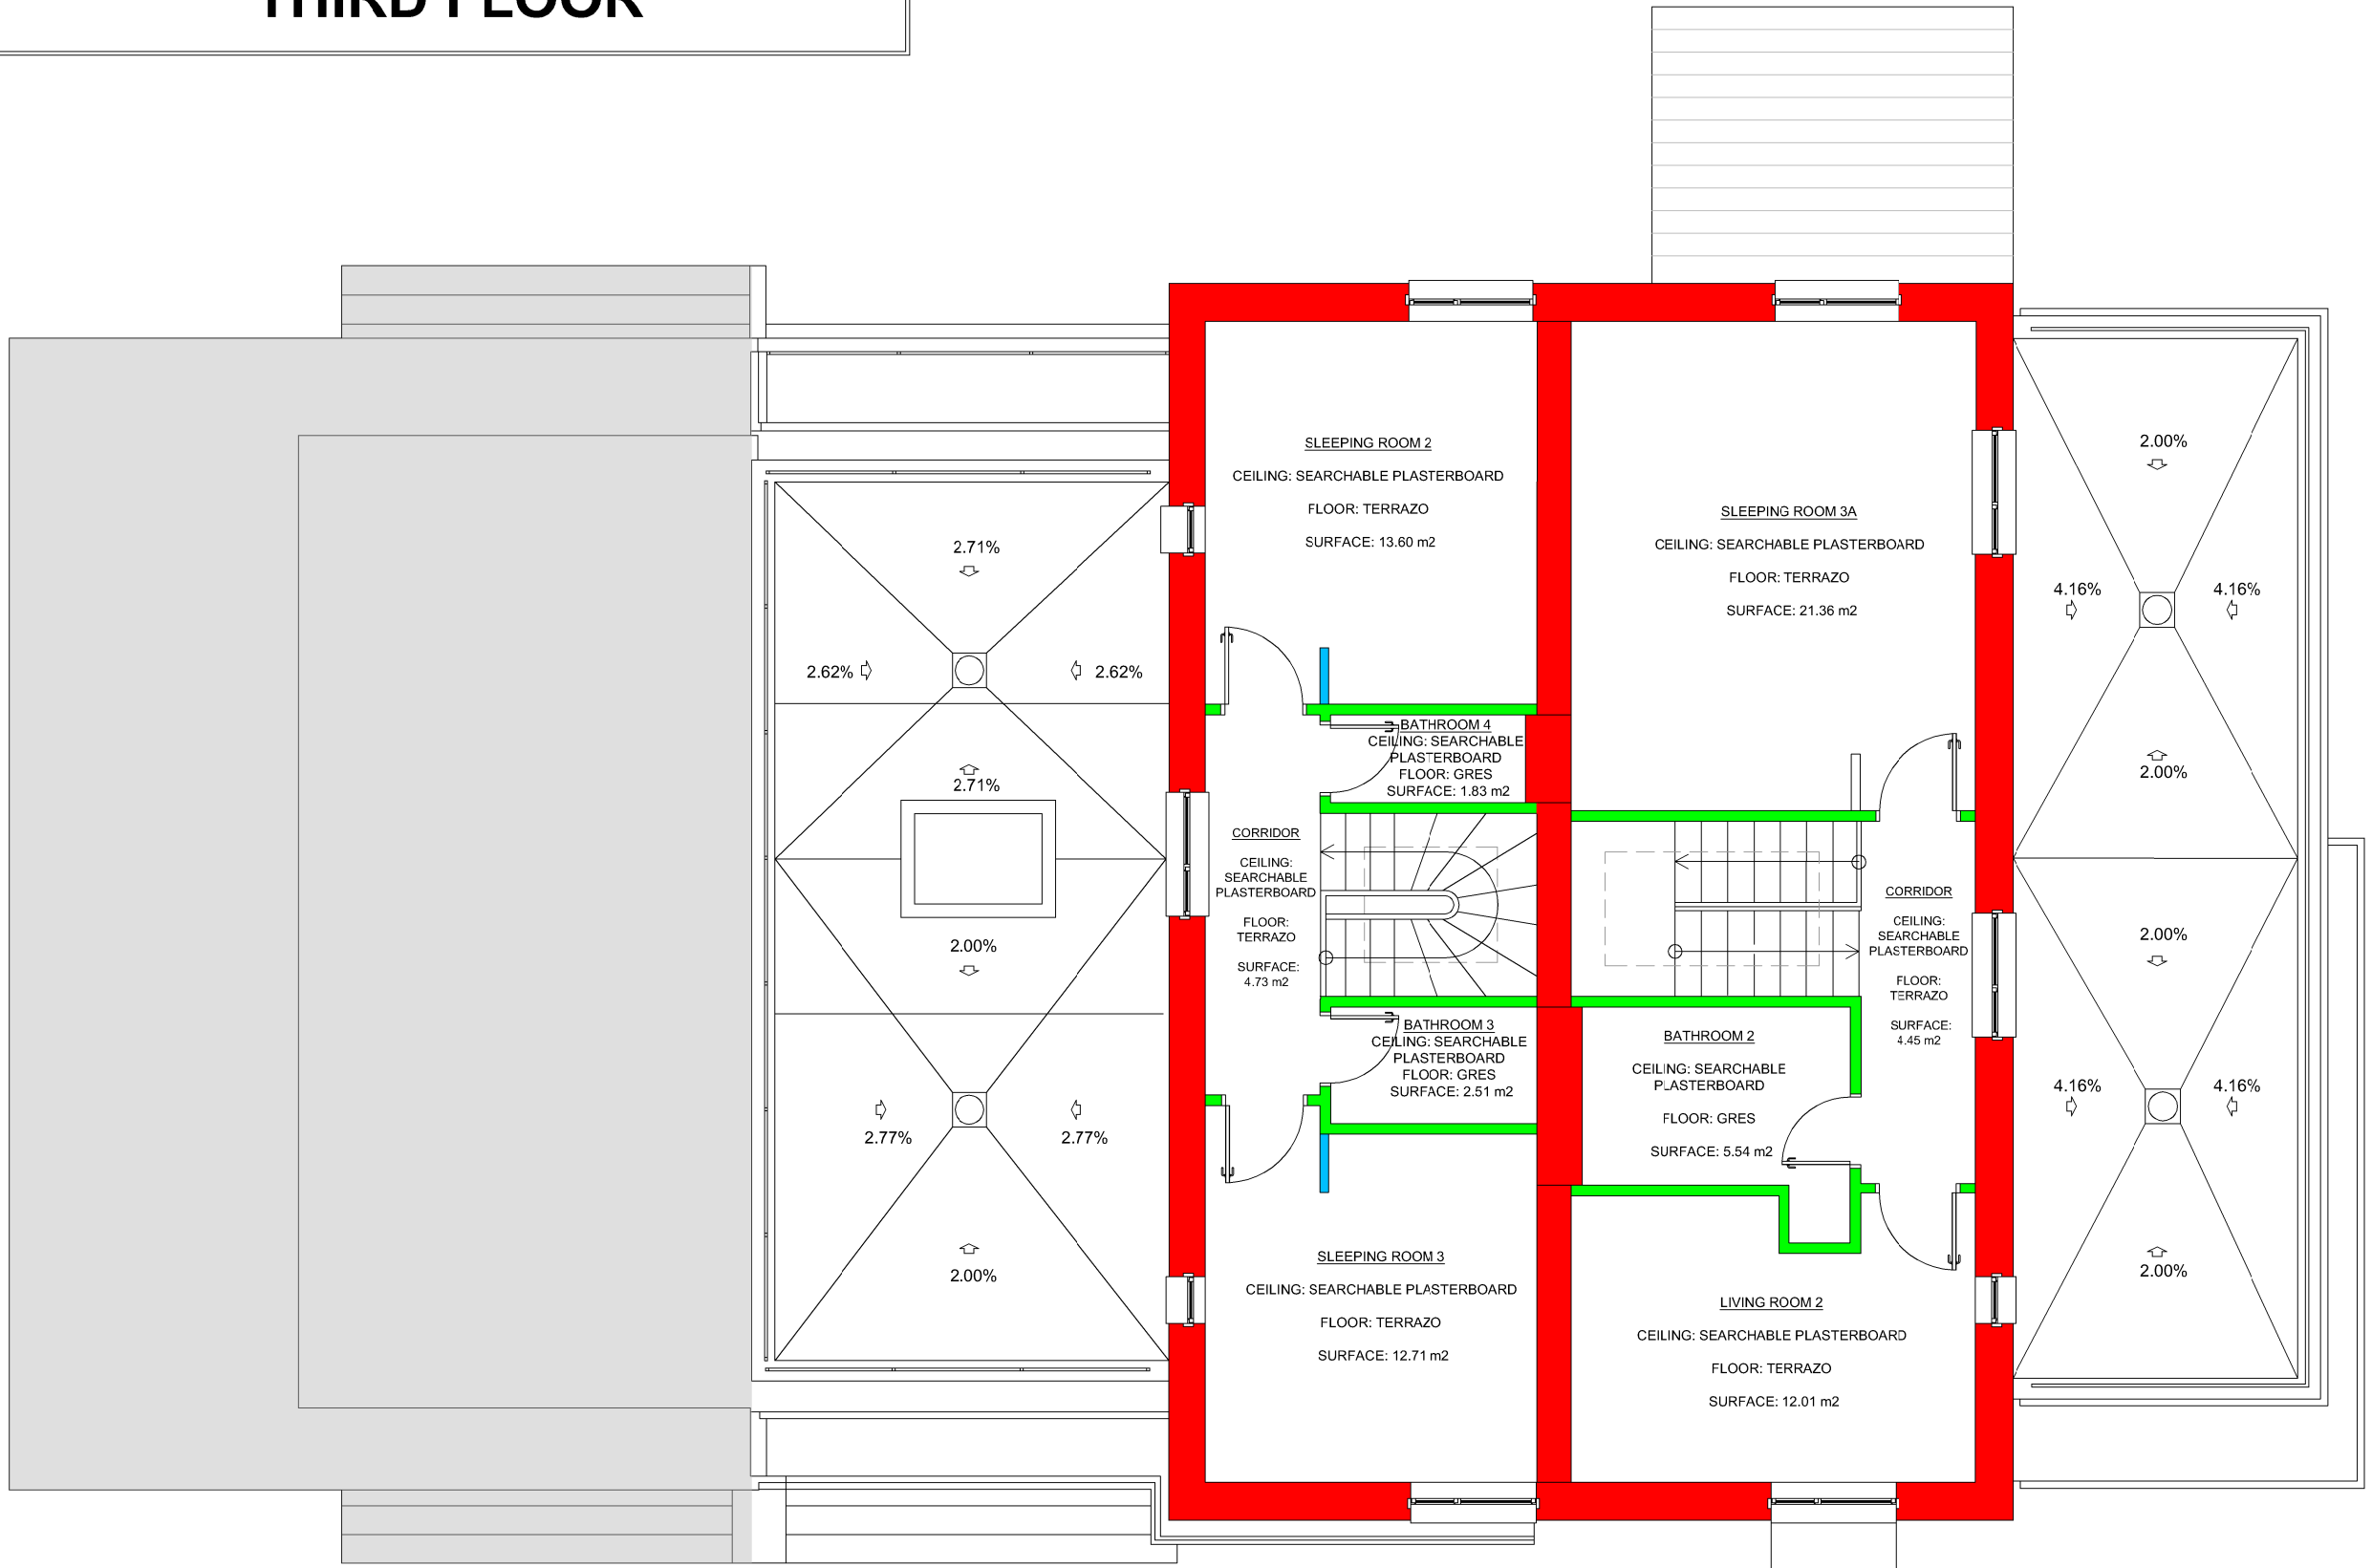 THIRD FLOOR
SLEEPING ROOM 2
CEILING: SEARCHABLE PLASTERBOARD
FLOOR: TERRAZO
SURFACE: 13.60 m2
SLEEPING ROOM 3A
CEILING: SEARCHABLE PLASTERBOARD
FLOOR: TERRAZO
SURFACE: 21.36 m2
BATHROOM 4
CEILING: SEARCHABLE
PLASTERBOARD
FLOOR: GRES
SURFACE: 1.83 m2
CORRIDOR
CEILING:
SEARCHABLE
PLASTERBOARD
FLOOR:
TERRAZO
SURFACE:
4.73 m2
CORRIDOR
CEILING:
SEARCHABLE
PLASTERBOARD
FLOOR:
TERRAZO
SURFACE:
4.45 m2
BATHROOM 3
CEILING: SEARCHABLE
PLASTERBOARD
FLOOR: GRES
SURFACE: 2.51 m2
BATHROOM 2
CEILING: SEARCHABLE
PLASTERBOARD
FLOOR: GRES
SURFACE: 5.54 m2
SLEEPING ROOM 3
CEILING: SEARCHABLE PLASTERBOARD
FLOOR: TERRAZO
SURFACE: 12.71 m2
LIVING ROOM 2
CEILING: SEARCHABLE PLASTERBOARD
FLOOR: TERRAZO
SURFACE: 12.01 m2
2.71%
2.62%
2.62%
2.71%
2.00%
2.77%
2.77%
2.00%
2.00%
4.16%
4.16%
2.00%
2.00%
4.16%
4.16%
2.00%